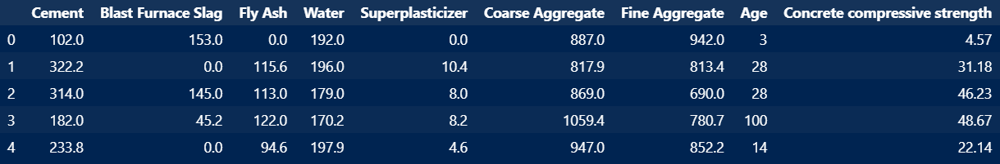 Cement Blast Furnace Slag Fly Ash Water Superplasticizer Coarse Aggregate Fine Aggregate Age Concrete compressive strength
0 102.0 153.0 0.0 192.0 0.0 887.0 942.0 3 4.57
1 322.2 0.0 115.6 196.0 10.4 817.9 813.4 28 31.18
2 314.0 145.0 113.0 179.0 8.0 869.0 690.0 28 46.23
3 182.0 45.2 122.0 170.2 8.2 1059.4 780.7 100 48.67
4 233.8 0.0 94.6 197.9 4.6 947.0 852.2 14 22.14